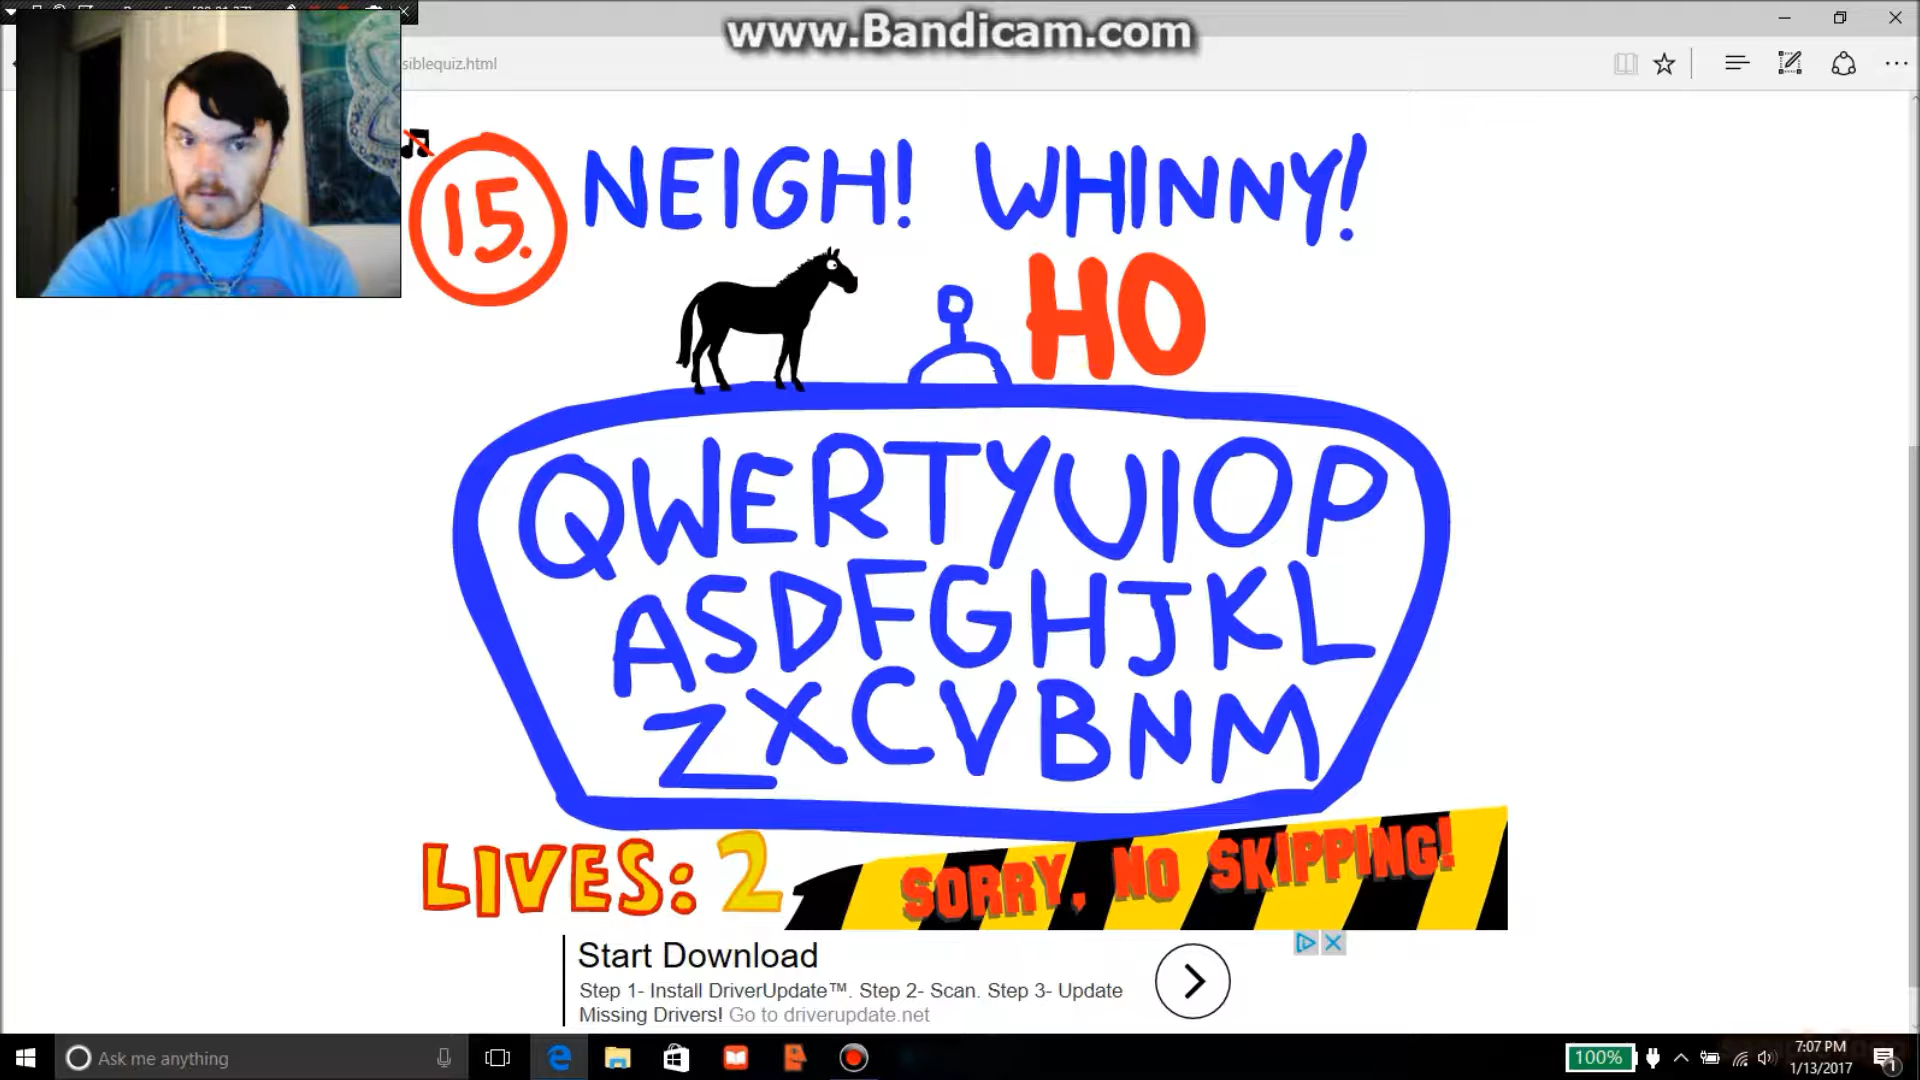 www.Bandicam.com
siblequiz.html
15. NEIGH! WHINNY!
HO
QWERTYUIOP
ASDFGHJKL
ZXCVBNM
LIVES: 2
SORRY, NO SKIPPING!
Start Download
Step 1- Install DriverUpdate™. Step 2- Scan. Step 3- Update
Missing Drivers! Go to driverupdate.net
Ask me anything
100%
7:07 PM
1/13/2017
1